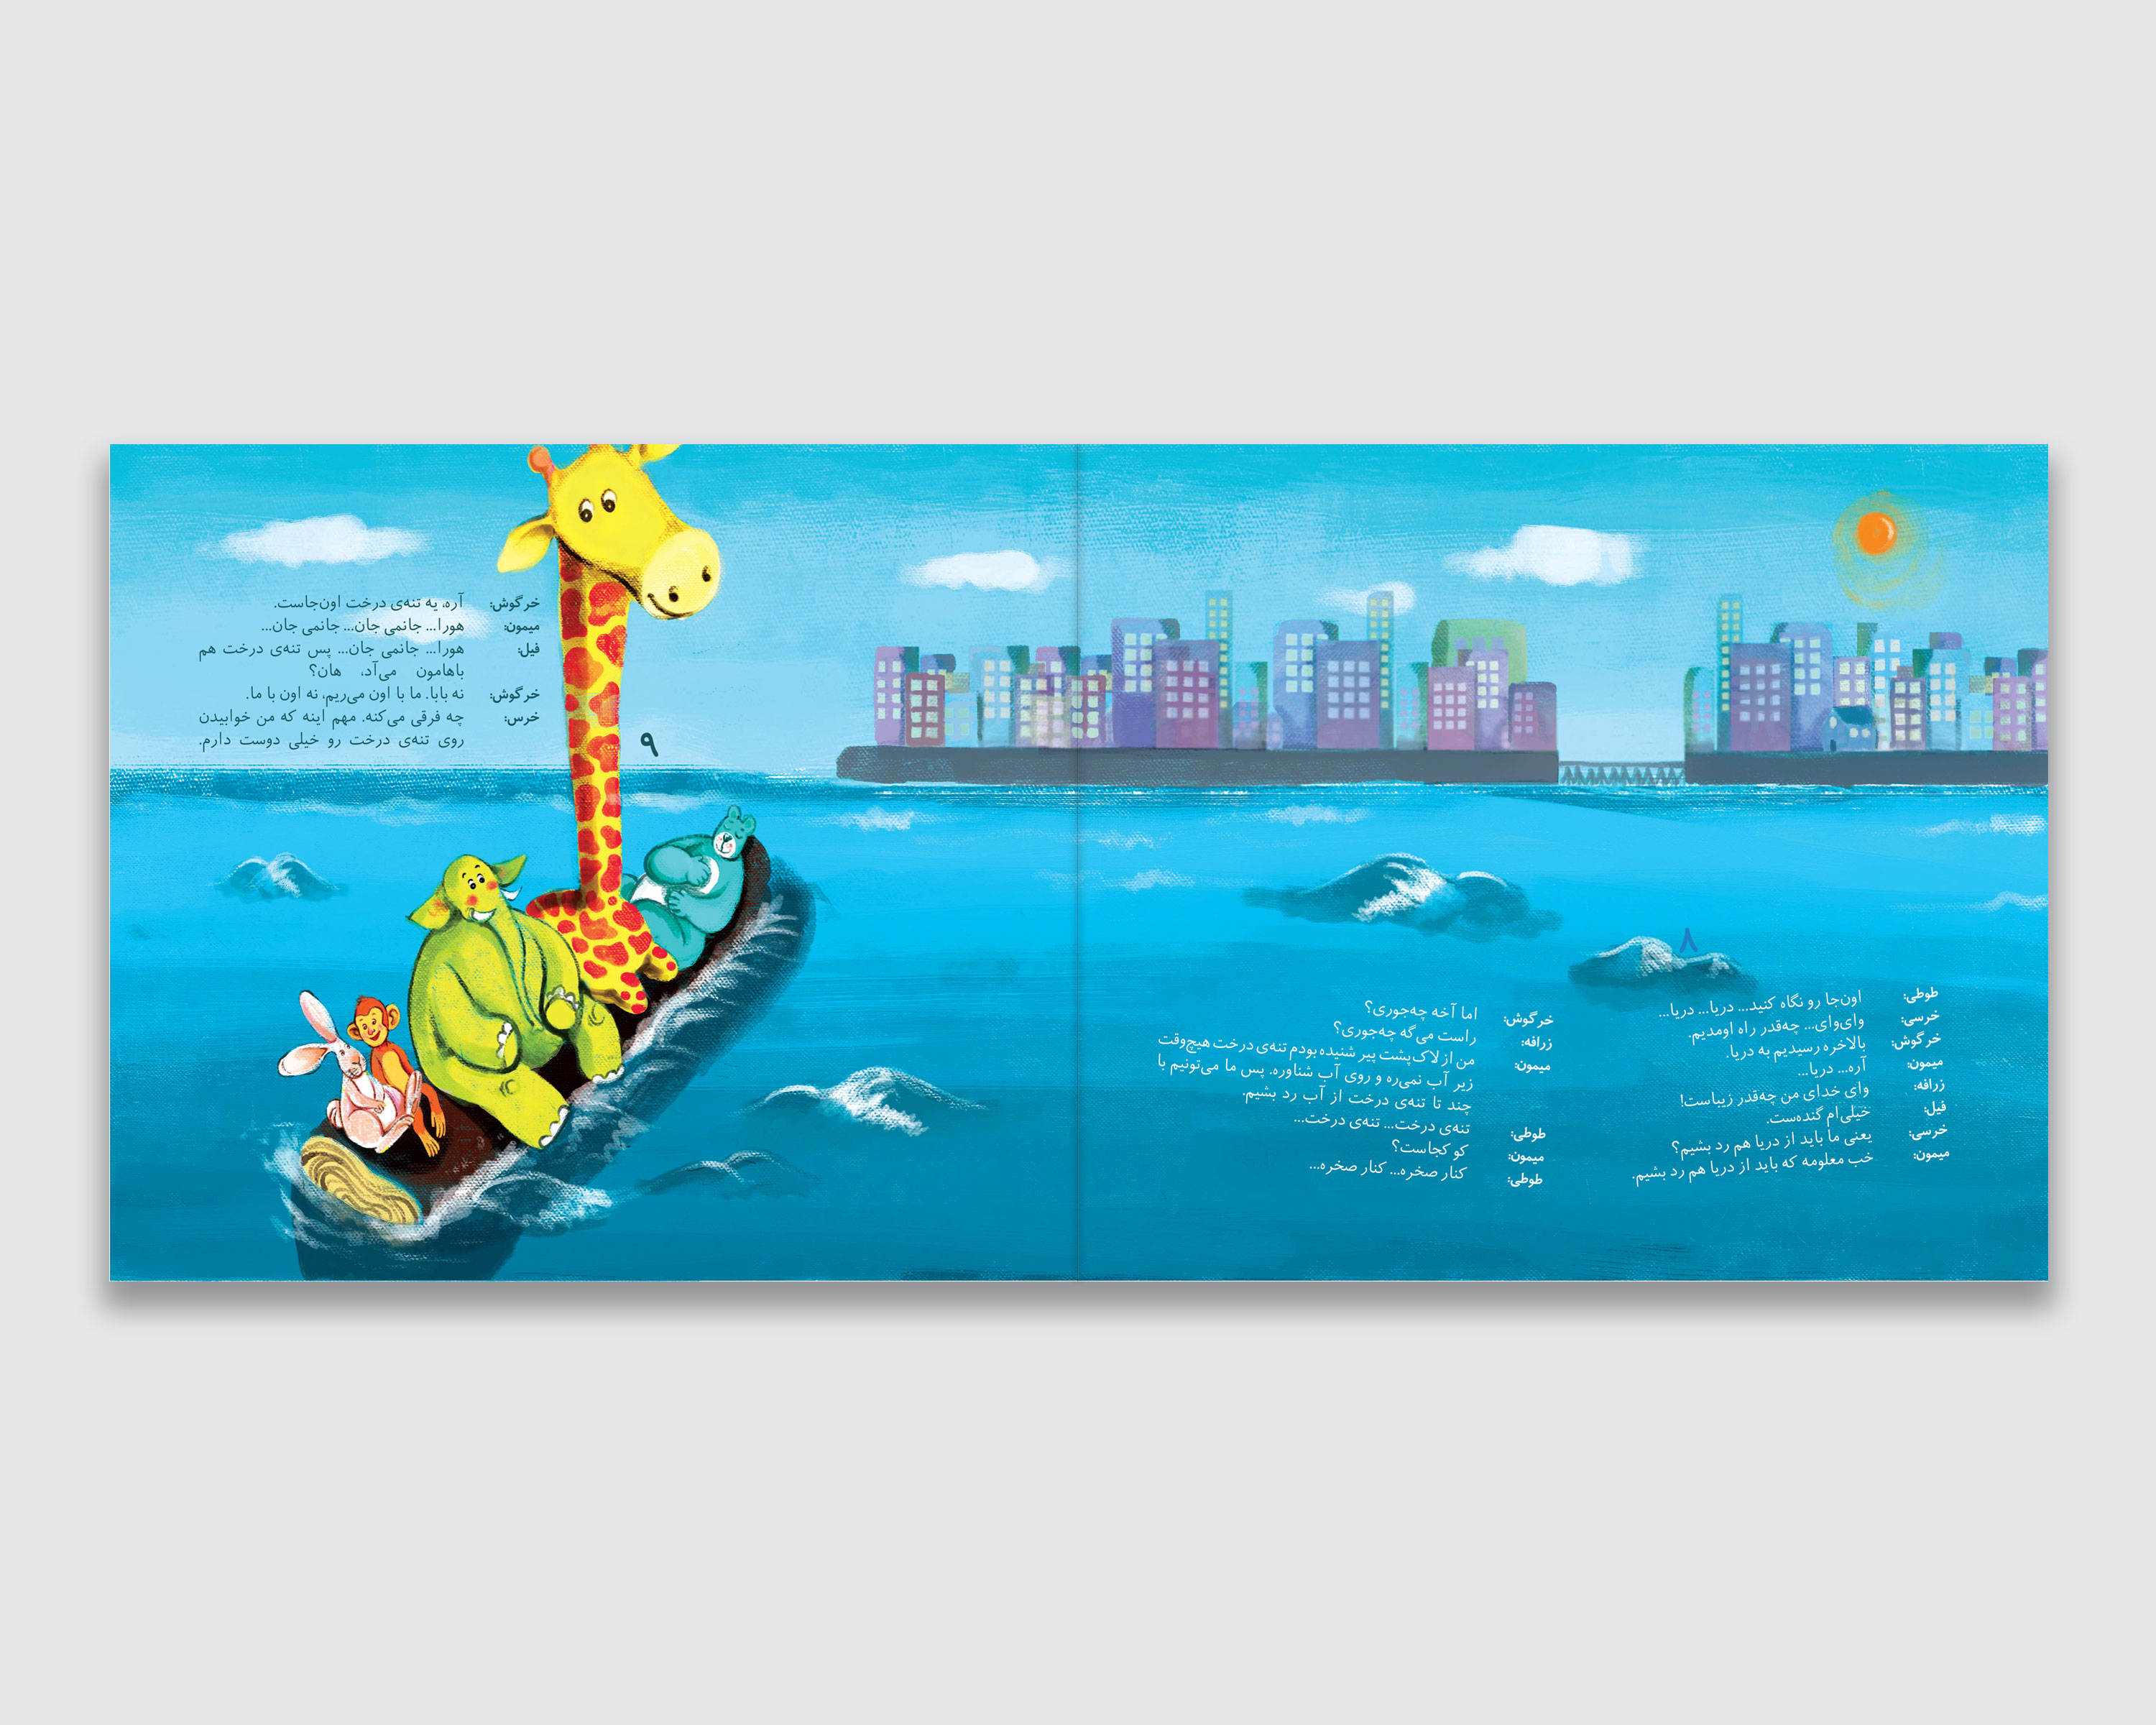 ۸
طوطی: اون‌جا رو نگاه کنید... دریا... دریا...
خرسی: وای‌وای... چه‌قدر راه اومدیم.
خرگوش: بالاخره رسیدیم به دریا.
میمون: آره... دریا...
زرافه: وای خدای من چه‌قدر زیباست!
فیل: خیلی‌ام گنده‌ست.
خرسی: یعنی ما باید از دریا هم رد بشیم؟
میمون: خب معلومه که باید از دریا هم رد بشیم.
خرگوش: اما آخه چه‌جوری؟
زرافه: راست می‌گه چه‌جوری؟
میمون: من از لاک‌پشت پیر شنیده بودم تنه‌ی درخت هیچ‌وقت
زیر آب نمی‌ره و روی آب شناوره. پس ما می‌تونیم با
چند تا تنه‌ی درخت از آب رد بشیم.
طوطی: تنه‌ی درخت... تنه‌ی درخت...
میمون: کو کجاست؟
طوطی: کنار صخره... کنار صخره...
خرگوش: آره، یه تنه‌ی درخت اون‌جاست.
میمون: هورا... جانمی جان... جانمی جان...
فیل: هورا... جانمی جان... پس تنه‌ی درخت هم
باهامون می‌آد، هان؟
خرگوش: نه بابا. ما با اون می‌ریم، نه اون با ما.
خرس: چه فرقی می‌کنه. مهم اینه که من خوابیدن
روی تنه‌ی درخت رو خیلی دوست دارم.
۹